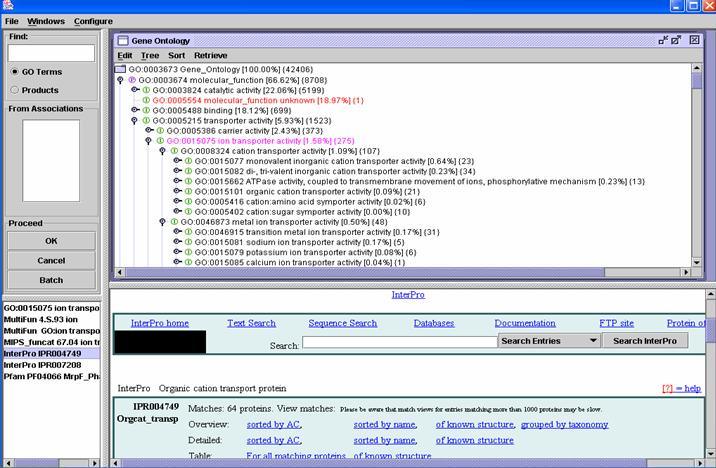 File Windows Configure
Find:
GO Terms
Products
From Associations
Proceed
OK
Cancel
Batch
GO:0015075 ion transpo
MultiFun 4.S.93 ion
MultiFun GO:ion transpo
MIPS_funcat 67.04 ion t
InterPro IPR004749
InterPro IPR007208
Pfam PF04066 MrpF_Pha
Gene Ontology
Edit Tree Sort Retrieve
GO:0003673 Gene_Ontology [100.00%] (42406)
GO:0003674 molecular_function [66.62%] (8708)
GO:0003824 catalytic activity [22.06%] (5199)
GO:0005554 molecular_function unknown [18.97%] (1)
GO:0005488 binding [18.12%] (699)
GO:0005215 transporter activity [5.93%] (1523)
GO:0005386 carrier activity [2.43%] (373)
GO:0015075 ion transporter activity [1.58%] (275)
GO:0008324 cation transporter activity [1.09%] (107)
GO:0015077 monovalent inorganic cation transporter activity [0.64%] (23)
GO:0015082 di-, tri-valent inorganic cation transporter activity [0.23%] (34)
GO:0015662 ATPase activity, coupled to transmembrane movement of ions, phosphorylative mechanism [0.23%] (13)
GO:0015101 organic cation transporter activity [0.09%] (21)
GO:0005416 cation:amino acid symporter activity [0.02%] (6)
GO:0005402 cation:sugar symporter activity [0.00%] (10)
GO:0046873 metal ion transporter activity [0.50%] (48)
GO:0046915 transition metal ion transporter activity [0.17%] (31)
GO:0015081 sodium ion transporter activity [0.17%] (5)
GO:0015079 potassium ion transporter activity [0.08%] (6)
GO:0015085 calcium ion transporter activity [0.04%] (1)
InterPro
InterPro home Text Search Sequence Search Databases Documentation FTP site Protein of
Search: Search Entries Search InterPro
InterPro Organic cation transport protein [?] = help
IPR004749 Matches: 64 proteins. View matches: Please be aware that match views for entries matching more than 1000 proteins may be slow.
Orgcat_transp
Overview: sorted by AC, sorted by name, of known structure, grouped by taxonomy
Detailed: sorted by AC, sorted by name, of known structure
Table: For all matching proteins of known structure